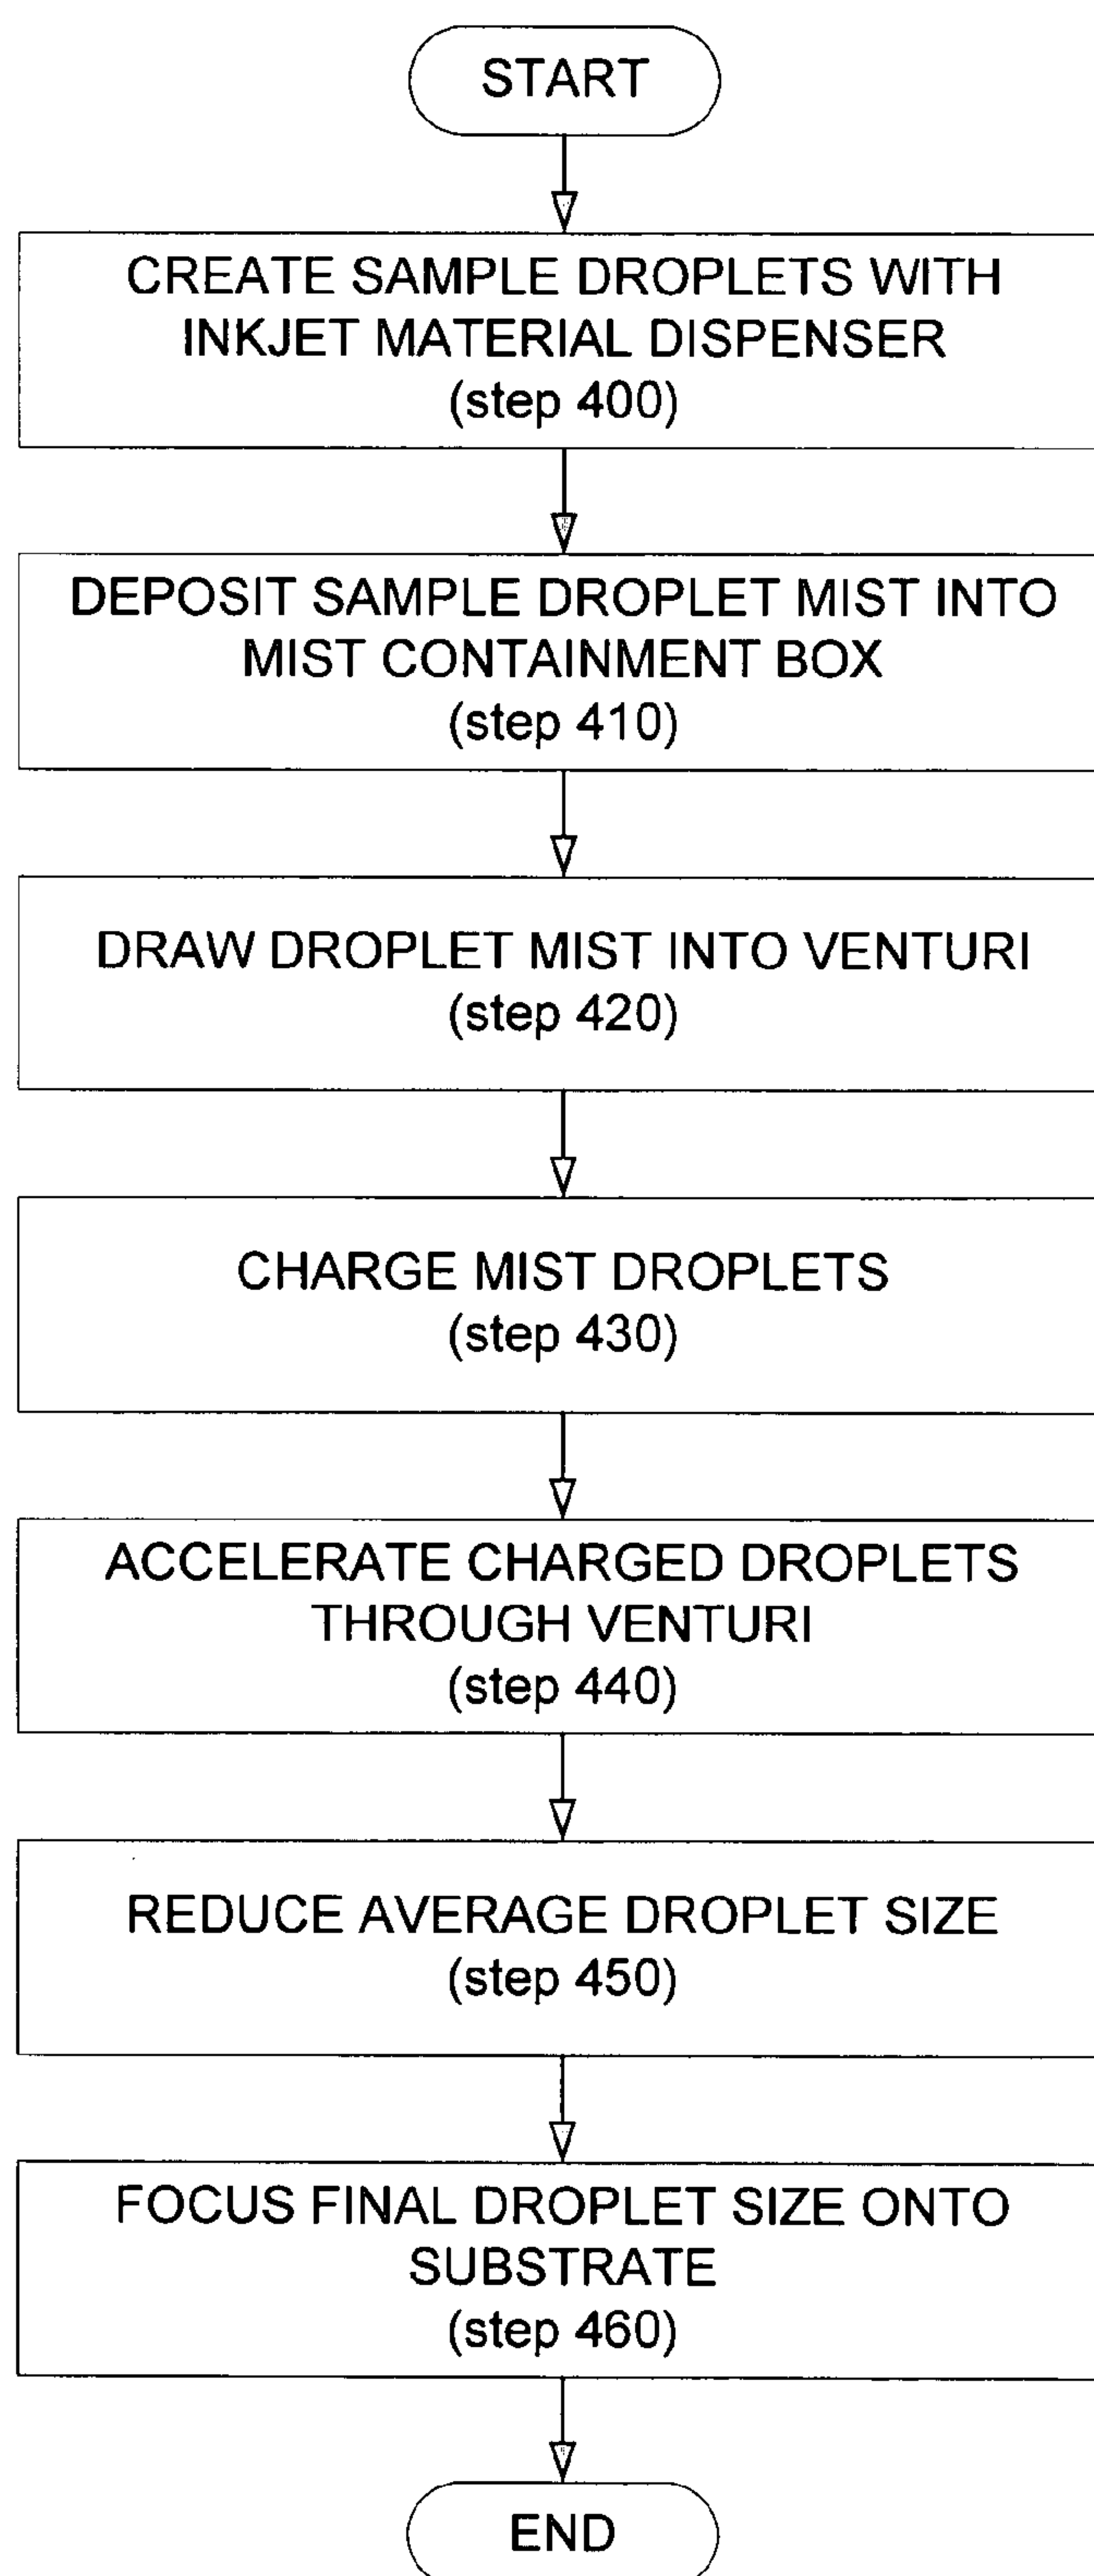 START
CREATE SAMPLE DROPLETS WITH
INKJET MATERIAL DISPENSER
(step 400)
DEPOSIT SAMPLE DROPLET MIST INTO
MIST CONTAINMENT BOX
(step 410)
DRAW DROPLET MIST INTO VENTURI
(step 420)
CHARGE MIST DROPLETS
(step 430)
ACCELERATE CHARGED DROPLETS
THROUGH VENTURI
(step 440)
REDUCE AVERAGE DROPLET SIZE
(step 450)
FOCUS FINAL DROPLET SIZE ONTO
SUBSTRATE
(step 460)
END